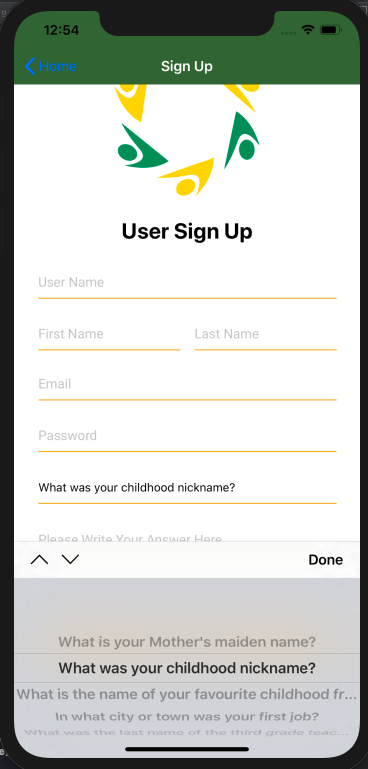 12:54
Home
Sign Up
User Sign Up
User Name
First Name
Last Name
Email
Password
What was your childhood nickname?
Please Write Your Answer Here
Done
What is your Mother's maiden name?
What was your childhood nickname?
What is the name of your favourite childhood fr...
In what city or town was your first job?
What was the last name of the third grade teac...